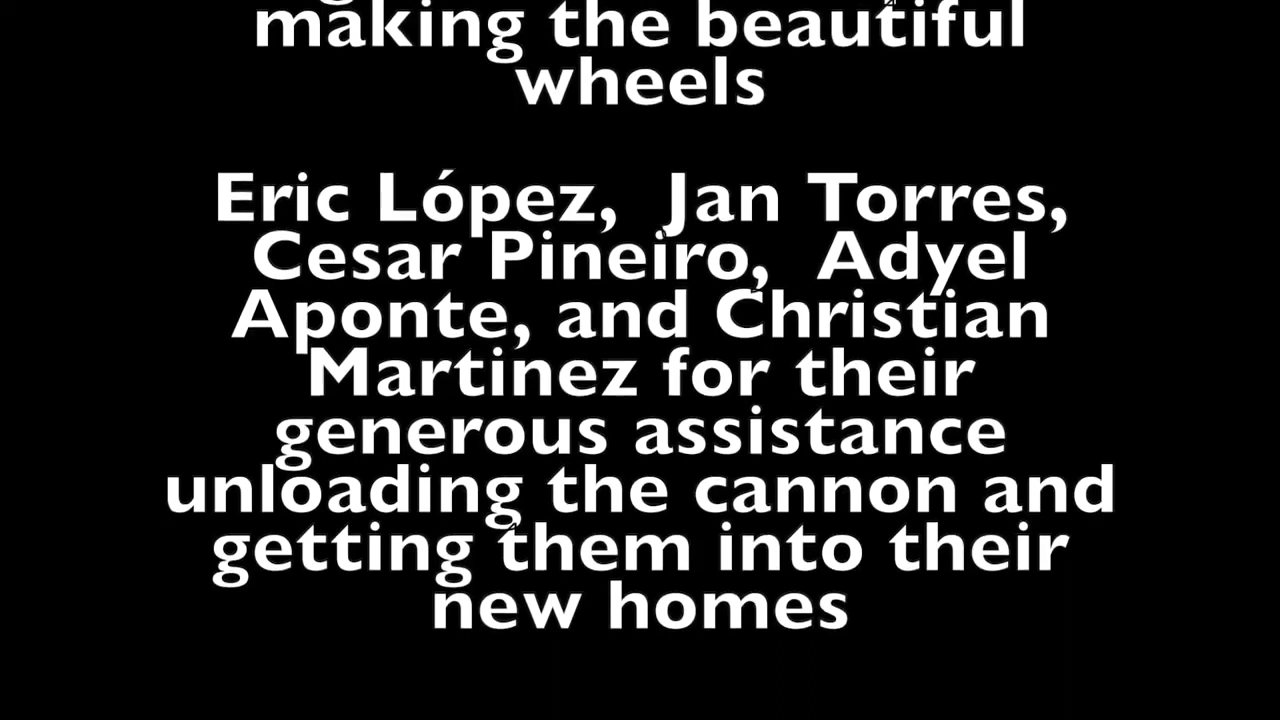 making the beautiful
wheels
Eric López, Jan Torres,
Cesar Pineiro, Adyel
Aponte, and Christian
Martinez for their
generous assistance
unloading the cannon and
getting them into their
new homes